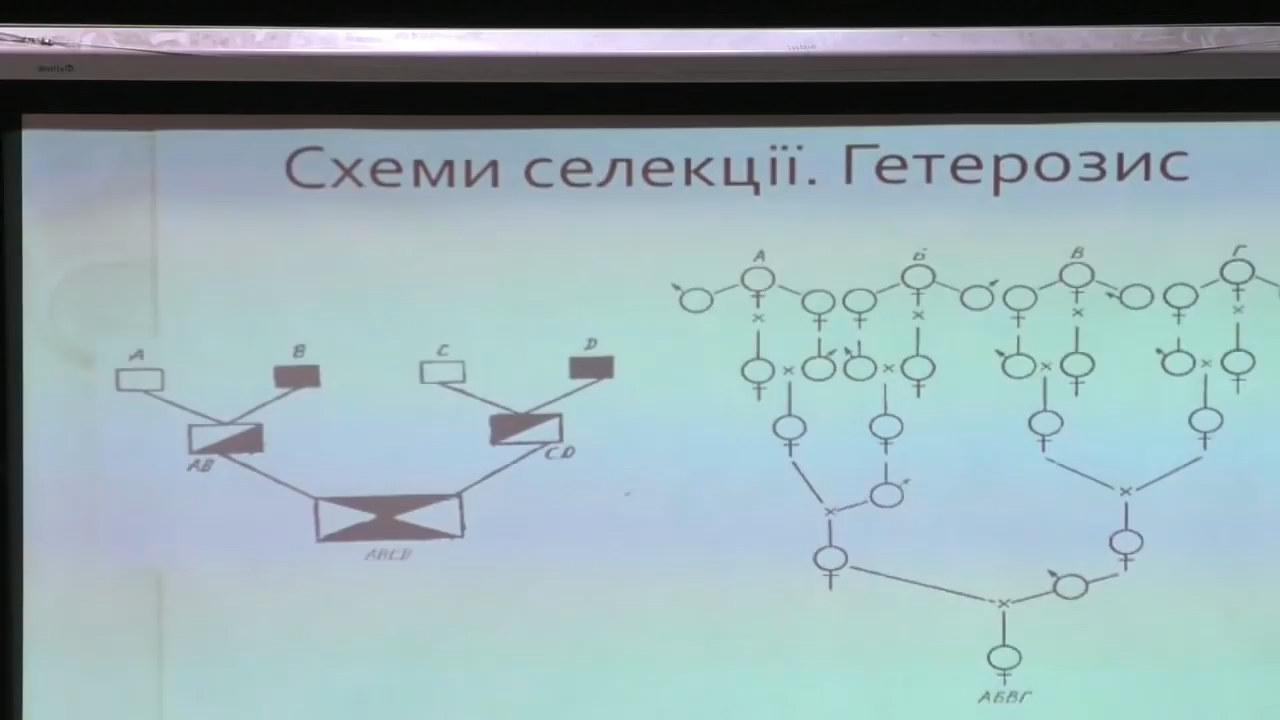 Схеми селекції. Гетерозис
А Б В Г
A B C D
AB CD
ABCD
АБВГ